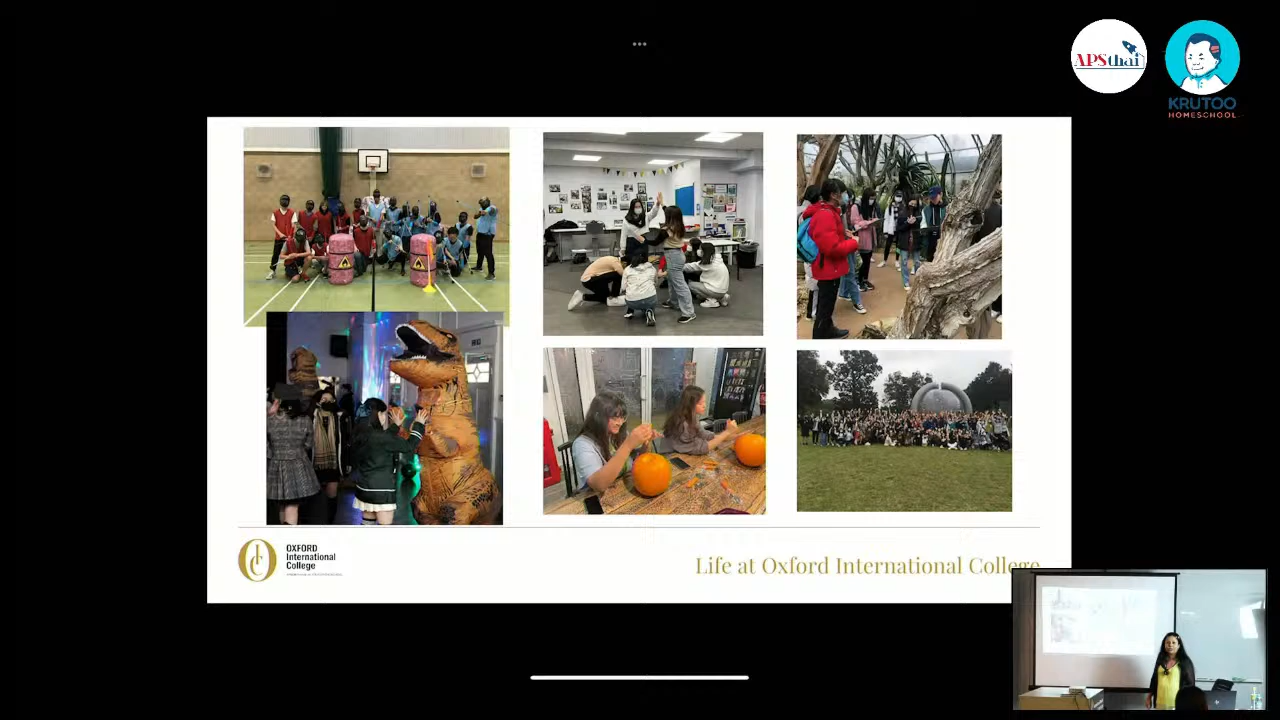 APSthai
KRUTOO
HOMESCHOOL
OXFORD
International
College
Life at Oxford International College